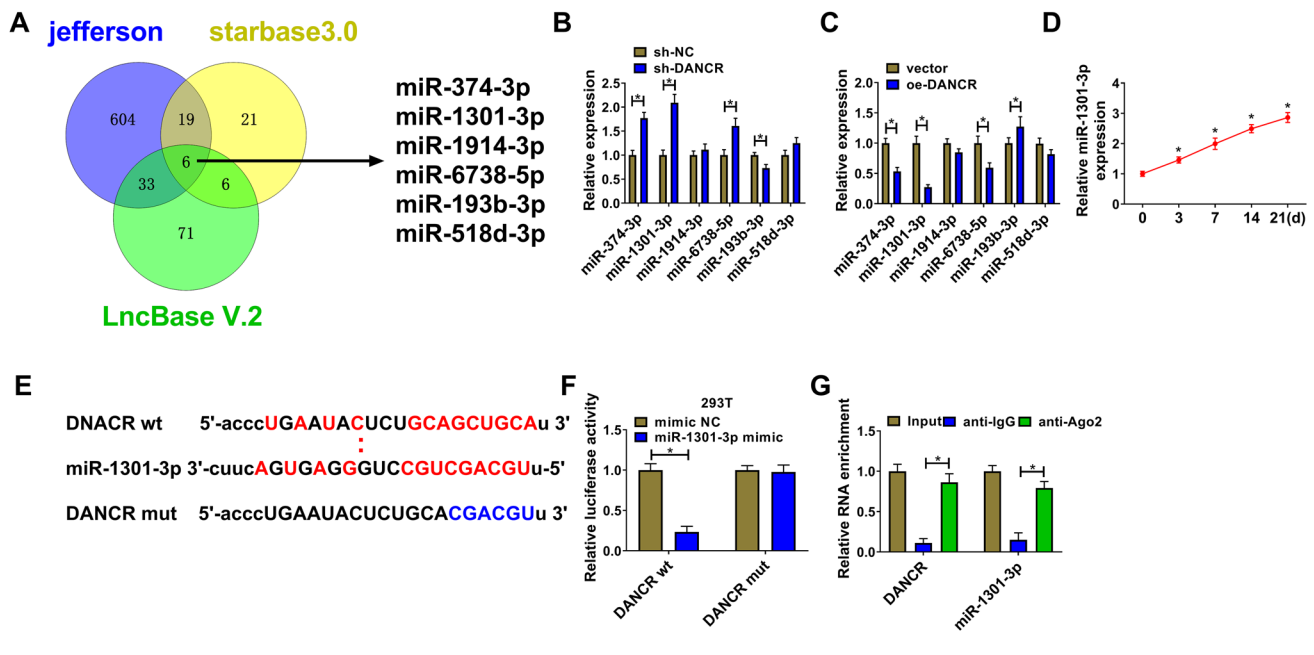 A
jefferson
starbase3.0
604
19
21
6
33
6
71
LncBase V.2
miR-374-3p
miR-1301-3p
miR-1914-3p
miR-6738-5p
miR-193b-3p
miR-518d-3p
B
sh-NC
sh-DANCR
Relative expression
2.5
2.0
1.5
1.0
0.5
0.0
* * * *
miR-374-3p
miR-1301-3p
miR-1914-3p
miR-6738-5p
miR-193b-3p
miR-518d-3p
C
vector
oe-DANCR
Relative expression
2.0
1.5
1.0
0.5
0.0
* * * *
miR-374-3p
miR-1301-3p
miR-1914-3p
miR-6738-5p
miR-193b-3p
miR-518d-3p
D
Relative miR-1301-3p
expression
4
3
2
1
0
* * * *
0 3 7 14 21(d)
E
DNACR wt 5'-acccUGAAUACUCUGCAGCUGCAu 3'
:
miR-1301-3p 3'-cuucAGUGAGGGUCCGUCGACGUu-5'
DANCR mut 5'-acccUGAAUACUCUGCACGACGUu 3'
F
293T
mimic NC
miR-1301-3p mimic
Relative luciferase activity
1.5
1.0
0.5
0.0
*
DANCR wt
DANCR mut
G
Input anti-IgG anti-Ago2
Relative RNA enrichment
1.5
1.0
0.5
0.0
* *
DANCR
miR-1301-3p